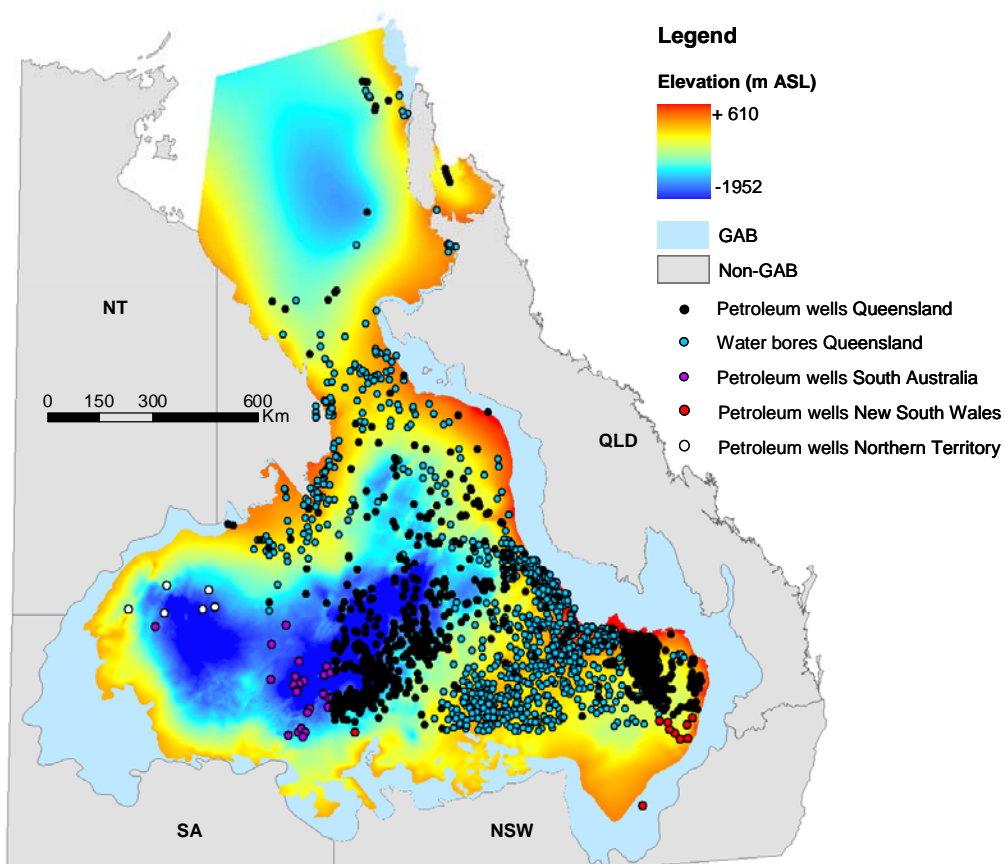 Legend
Elevation (m ASL)
+ 610
-1952
GAB
Non-GAB
NT
Petroleum wells Queensland
Water bores Queensland
Petroleum wells South Australia
0 150 300 600
Km
Petroleum wells New South Wales
QLD
Petroleum wells Northern Territory
SA
NSW